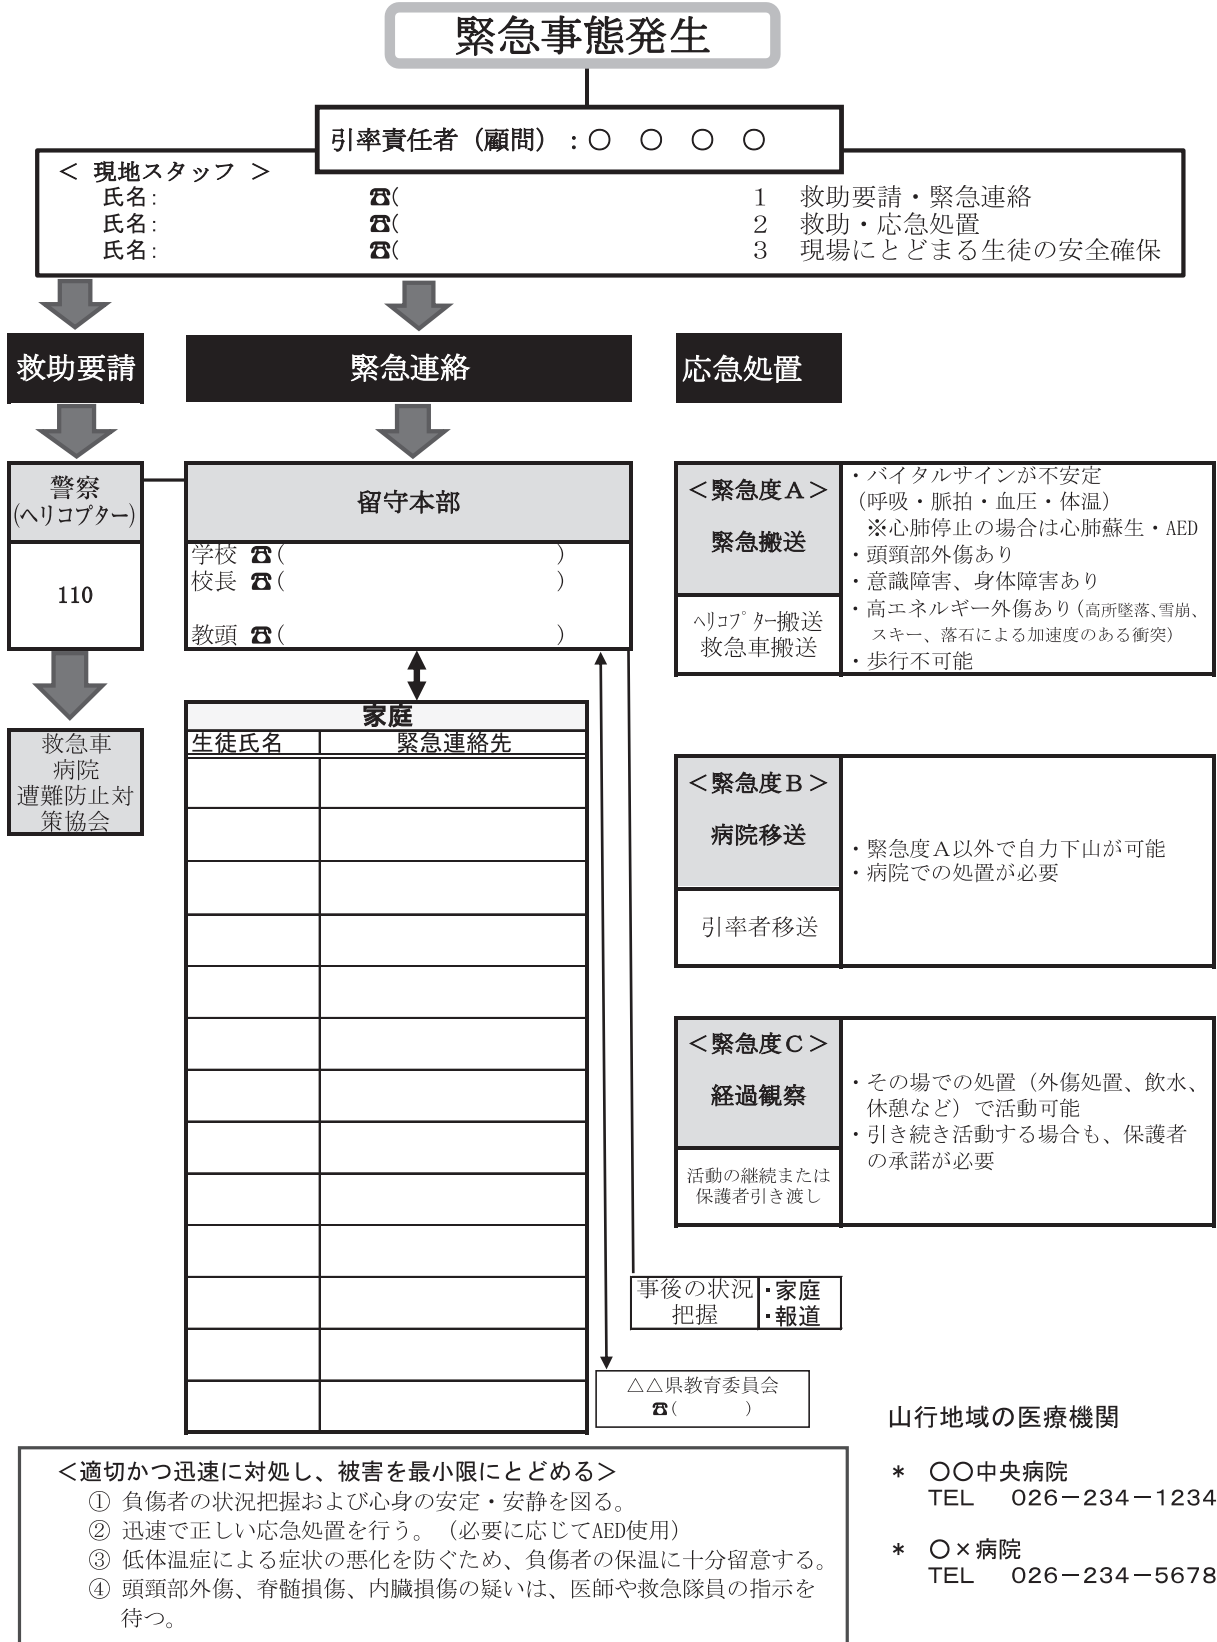 緊急事態発生
引率責任者（顧問）：〇　〇　〇　〇
＜ 現地スタッフ ＞
氏名：　☎（　1　救助要請・緊急連絡
氏名：　☎（　2　救助・応急処置
氏名：　☎（　3　現場にとどまる生徒の安全確保
救助要請
緊急連絡
応急処置
警察
（ヘリコプター）
110
救急車
病院
遭難防止対
策協会
留守本部
学校 ☎（　　　）
校長 ☎（　　　）
教頭 ☎（　　　）
家庭
生徒氏名　緊急連絡先
＜緊急度Ａ＞
緊急搬送
ﾍﾘｺﾌﾟﾀｰ搬送
救急車搬送
・バイタルサインが不安定
（呼吸・脈拍・血圧・体温）
※心肺停止の場合は心肺蘇生・AED
・頭頸部外傷あり
・意識障害、身体障害あり
・高エネルギー外傷あり（高所墜落、雪崩、
スキー、落石による加速度のある衝突）
・歩行不可能
＜緊急度Ｂ＞
病院移送
引率者移送
・緊急度Ａ以外で自力下山が可能
・病院での処置が必要
＜緊急度Ｃ＞
経過観察
活動の継続または
保護者引き渡し
・その場での処置（外傷処置、飲水、
休憩など）で活動可能
・引き続き活動する場合も、保護者
の承諾が必要
事後の状況
把握
・家庭
・報道
△△県教育委員会
☎（　　　）
山行地域の医療機関
＊　〇〇中央病院
TEL　026－234－1234
＊　〇×病院
TEL　026－234－5678
＜適切かつ迅速に対処し、被害を最小限にとどめる＞
① 負傷者の状況把握および心身の安定・安静を図る。
② 迅速で正しい応急処置を行う。（必要に応じてAED使用）
③ 低体温症による症状の悪化を防ぐため、負傷者の保温に十分留意する。
④ 頭頸部外傷、脊髄損傷、内臓損傷の疑いは、医師や救急隊員の指示を
待つ。